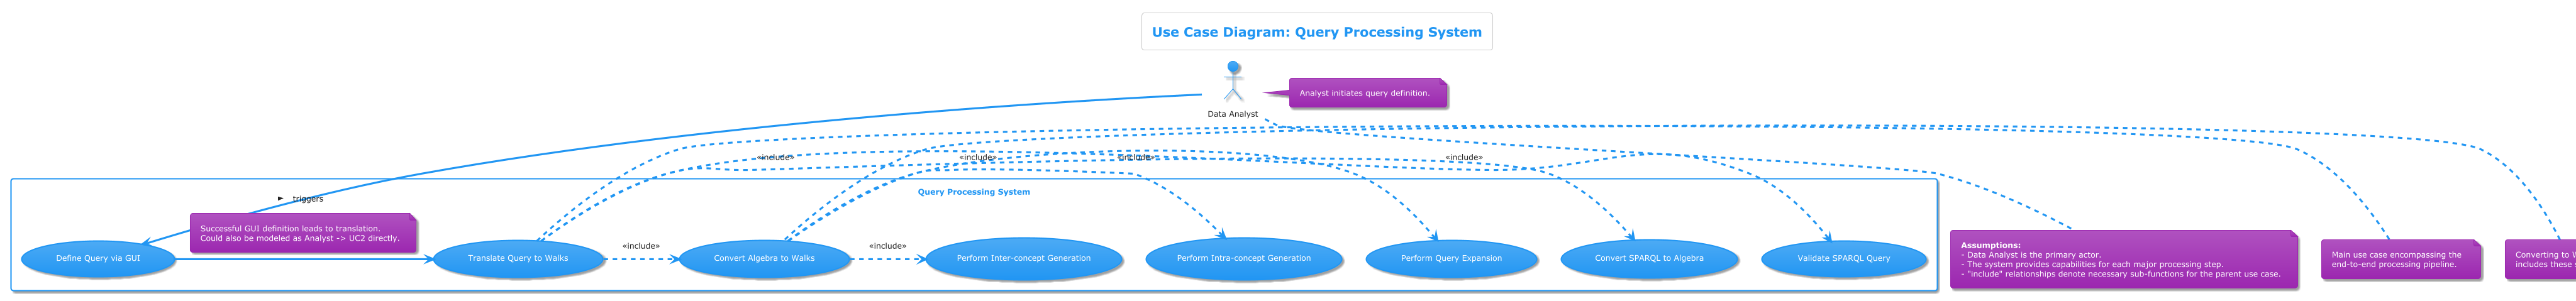 Use Case Diagram: Query Processing System
Analyst initiates query definition.
Data Analyst
«include»
«include»
«include»
«include»
Query Processing System
triggers
Successful GUI definition leads to translation.
Could also be modeled as Analyst -> UC2 directly.
«include»
«include»
Define Query via GUI
Translate Query to Walks
Convert Algebra to Walks
Perform Inter-concept Generation
Perform Intra-concept Generation
Perform Query Expansion
Convert SPARQL to Algebra
Validate SPARQL Query
Assumptions:
- Data Analyst is the primary actor.
- The system provides capabilities for each major processing step.
- "include" relationships denote necessary sub-functions for the parent use case.
Main use case encompassing the
end-to-end processing pipeline.
Converting to
includes these